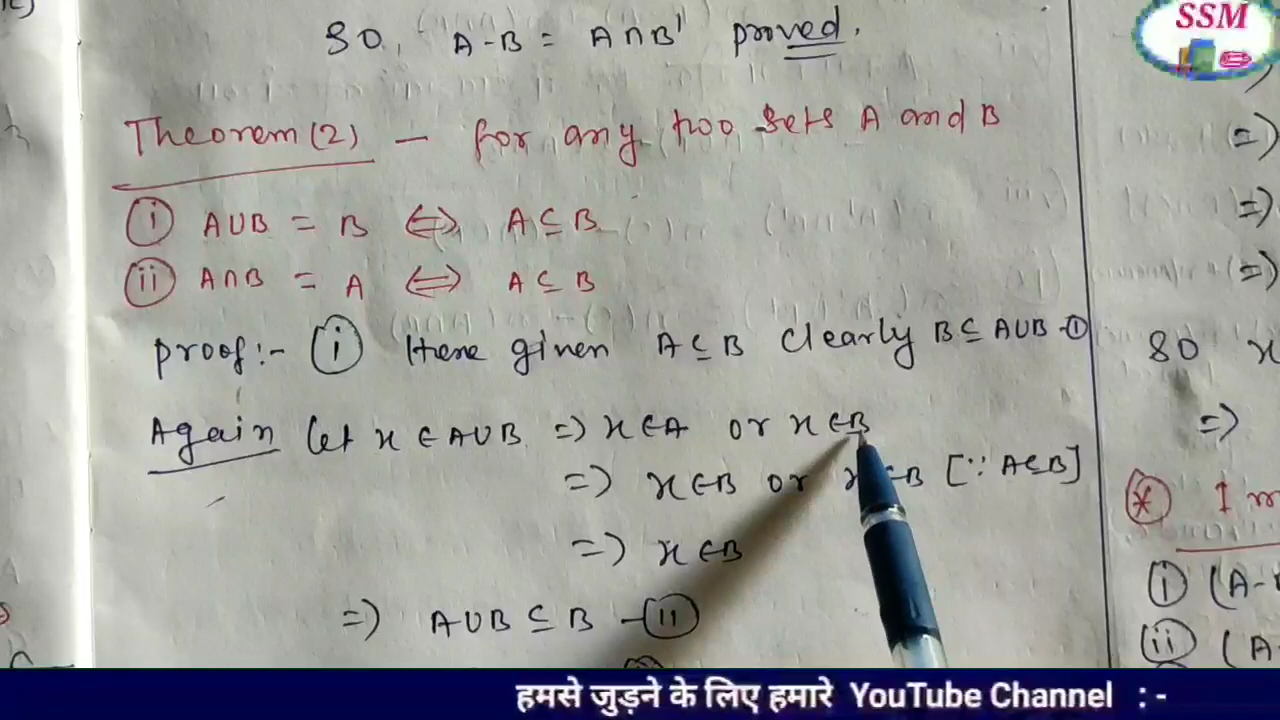 SSM
So, A-B = A∩B' proved.
Theorem (2) — for any two sets A and B
(i) A∪B = B ⇔ A⊆B
(ii) A∩B = A ⇔ A⊆B
proof:- (i) Here given A⊆B clearly B⊆A∪B -(1)
Again let x∈A∪B => x∈A or x∈B
=> x∈B or x∈B [∵ A⊆B]
=> x∈B
=> A∪B ⊆ B -(ii)
=)
=)
=)
So x
=>
(*) I
(i) (A-
(ii) (A
हमसे जुड़ने के लिए हमारे YouTube Channel : -